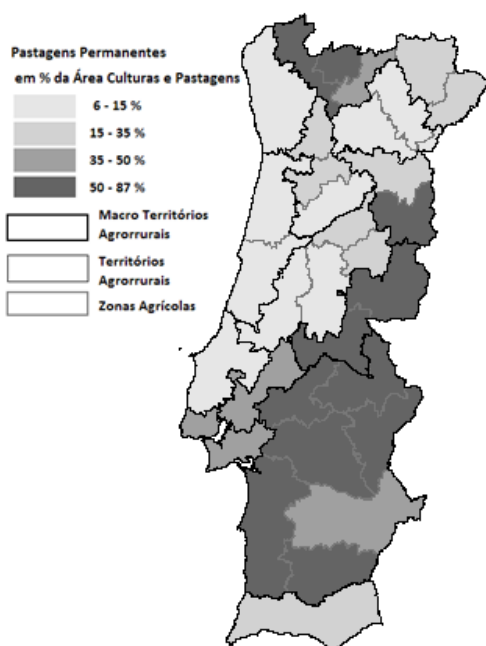 Pastagens Permanentes
em % da Área Culturas e Pastagens
6 - 15 %
15 - 35 %
35 - 50 %
50 - 87 %
Macro Territórios
Agrorrurais
Territórios
Agrorrurais
Zonas Agrícolas